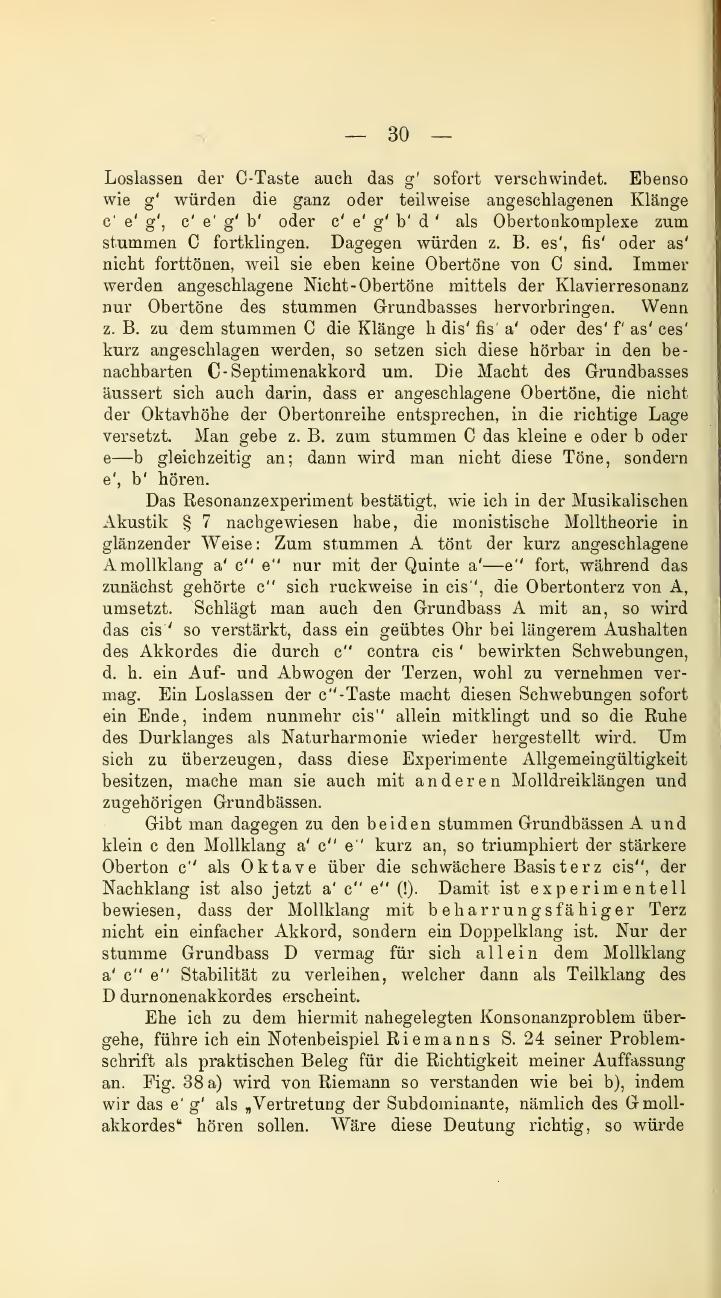 — 30 —
Loslassen der C-Taste auch das g′ sofort verschwindet. Ebenso
wie g′ würden die ganz oder teilweise angeschlagenen Klänge
c′ e′ g′, c′ e′ g′ b′ oder c′ e′ g′ b′ d′ als Obertonkomplexe zum
stummen C fortklingen. Dagegen würden z. B. es′, fis′ oder as′
nicht forttönen, weil sie eben keine Obertöne von C sind. Immer
werden angeschlagene Nicht-Obertöne mittels der Klavierresonanz
nur Obertöne des stummen Grundbasses hervorbringen. Wenn
z. B. zu dem stummen C die Klänge h dis′ fis′ a′ oder des′ f′ as′ ces′
kurz angeschlagen werden, so setzen sich diese hörbar in den be-
nachbarten C-Septimenakkord um. Die Macht des Grundbasses
äussert sich auch darin, dass er angeschlagene Obertöne, die nicht
der Oktavhöhe der Obertonreihe entsprechen, in die richtige Lage
versetzt. Man gebe z. B. zum stummen C das kleine e oder b oder
e—b gleichzeitig an; dann wird man nicht diese Töne, sondern
e′, b′ hören.
Das Resonanzexperiment bestätigt, wie ich in der Musikalischen
Akustik § 7 nachgewiesen habe, die monistische Molltheorie in
glänzender Weise: Zum stummen A tönt der kurz angeschlagene
A mollklang a′ c″ e″ nur mit der Quinte a′—e″ fort, während das
zunächst gehörte c″ sich ruckweise in cis″, die Obertonterz von A,
umsetzt. Schlägt man auch den Grundbass A mit an, so wird
das cis″ so verstärkt, dass ein geübtes Ohr bei längerem Aushalten
des Akkordes die durch c″ contra cis′ bewirkten Schwebungen,
d. h. ein Auf- und Abwogen der Terzen, wohl zu vernehmen ver-
mag. Ein Loslassen der c″-Taste macht diesen Schwebungen sofort
ein Ende, indem nunmehr cis″ allein mitklingt und so die Ruhe
des Durklanges als Naturharmonie wieder hergestellt wird. Um
sich zu überzeugen, dass diese Experimente Allgemeingültigkeit
besitzen, mache man sie auch mit anderen Molldreiklängen und
zugehörigen Grundbässen.
Gibt man dagegen zu den beiden stummen Grundbässen A und
klein c den Mollklang a′ c″ e″ kurz an, so triumphiert der stärkere
Oberton c″ als Oktave über die schwächere Basisterz cis″, der
Nachklang ist also jetzt a′ c″ e″ (!). Damit ist experimentell
bewiesen, dass der Mollklang mit beharrungsfähiger Terz
nicht ein einfacher Akkord, sondern ein Doppelklang ist. Nur der
stumme Grundbass D vermag für sich allein dem Mollklang
a′ c″ e″ Stabilität zu verleihen, welcher dann als Teilklang des
D durnonenakkordes erscheint.
Ehe ich zu dem hiermit nahegelegten Konsonanzproblem über-
gehe, führe ich ein Notenbeispiel Riemanns S. 24 seiner Problem-
schrift als praktischen Beleg für die Richtigkeit meiner Auffassung
an. Fig. 38 a) wird von Riemann so verstanden wie bei b), indem
wir das e′ g′ als „Vertretung der Subdominante, nämlich des G moll-
akkordes“ hören sollen. Wäre diese Deutung richtig, so würde